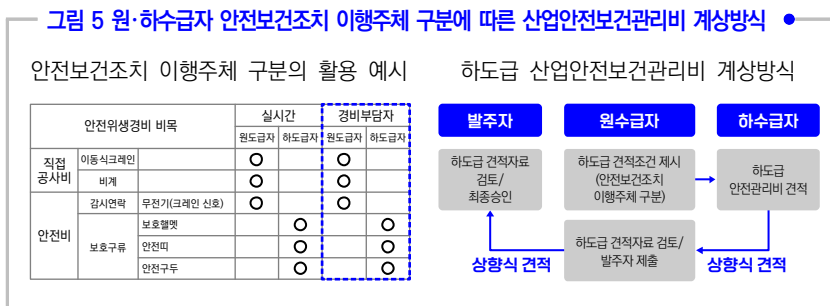 그림 5 원·하수급자 안전보건조치 이행주체 구분에 따른 산업안전보건관리비 계상방식
안전보건조치 이행주체 구분의 활용 예시
안전위생경비 비목 실시간 경비부담자
원도급자 하도급자 원도급자 하도급자
직접
공사비
이동식크레인 ○ ○
비계 ○ ○
안전비
감시연락 무전기(크레인 신호) ○ ○
보호구류
보호헬멧 ○ ○
안전띠 ○ ○
안전구두 ○ ○
하도급 산업안전보건관리비 계상방식
발주자 원수급자 하수급자
하도급 견적자료
검토/
최종승인
하도급 견적조건 제시
(안전보건조치
이행주체 구분)
하도급
안전관리비 견적
하도급 견적자료 검토/
발주자 제출
상향식 견적 상향식 견적